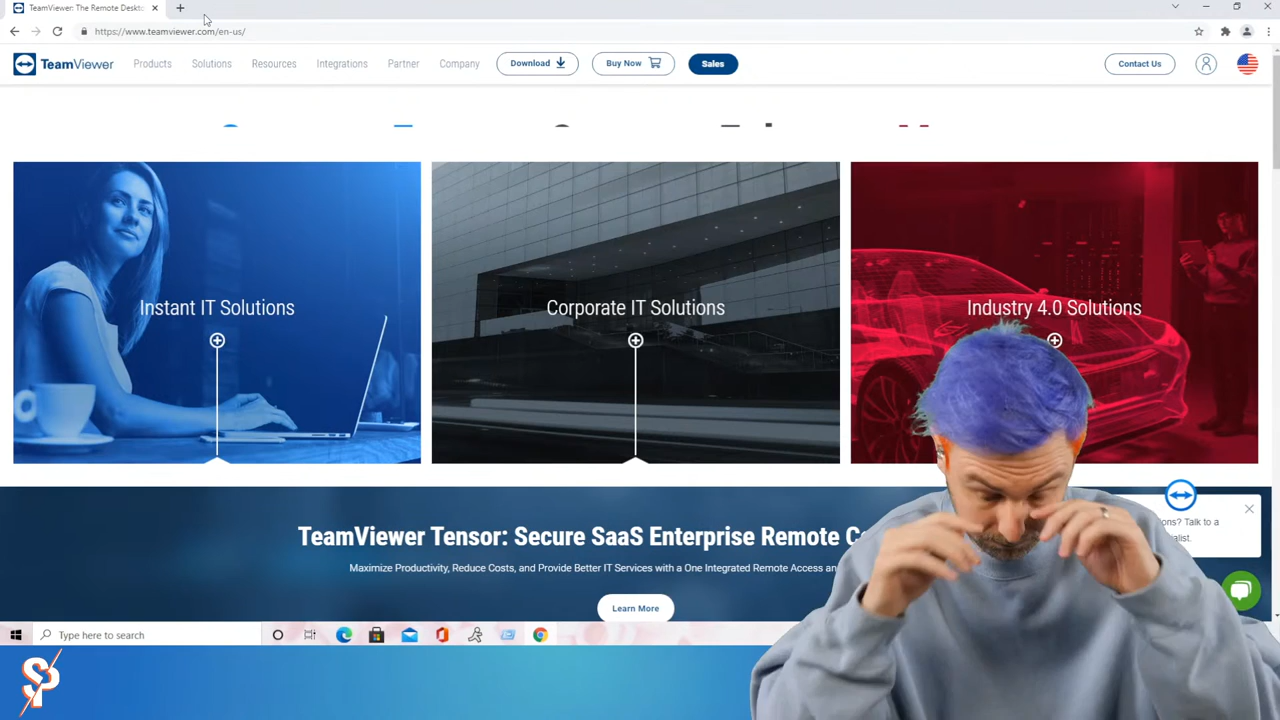 TeamViewer: The Remote Deskto
https://www.teamviewer.com/en-us/
TeamViewer
Products
Solutions
Resources
Integrations
Partner
Company
Download
Buy Now
Sales
Contact Us
Instant IT Solutions
Corporate IT Solutions
Industry 4.0 Solutions
TeamViewer Tensor: Secure SaaS Enterprise Remote
Maximize Productivity, Reduce Costs, and Provide Better IT Services with a One Integrated Remote Access
Learn More
ons? Talk to a
alist.
Type here to search
SP